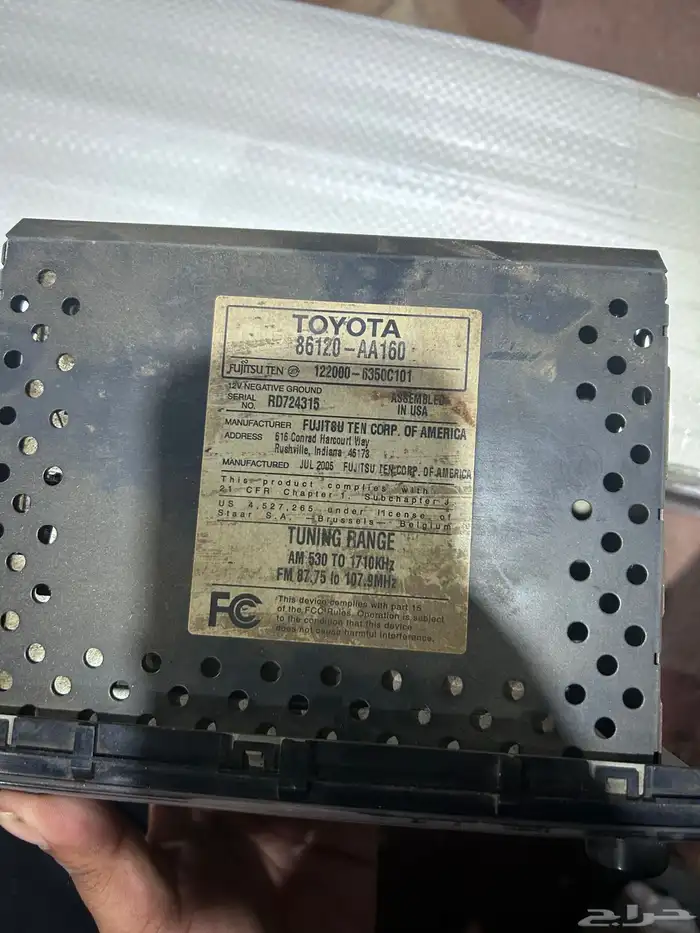 TOYOTA
86120-AA160
FUJITSU TEN 122000-6350C101
12V NEGATIVE GROUND
SERIAL NO. RD724315
ASSEMBLED IN USA
MANUFACTURER FUJITSU TEN CORP. OF AMERICA
ADDRESS 616 Conrad Harcourt Way
Rushville, Indiana 46173
MANUFACTURED JUL 2005 FUJITSU TEN CORP. OF AMERICA
This product complies with
21 CFR Chapter 1, Subchapter J.
US 4,527,265 under license of
Staar S.A. - Brussels - Belgium
TUNING RANGE
AM 530 TO 1710KHz
FM 87.75 to 107.9MHz
FC This device complies with part 15
of the FCC Rules. Operation is subject
to the condition that this device
does not cause harmful interference.
حراج